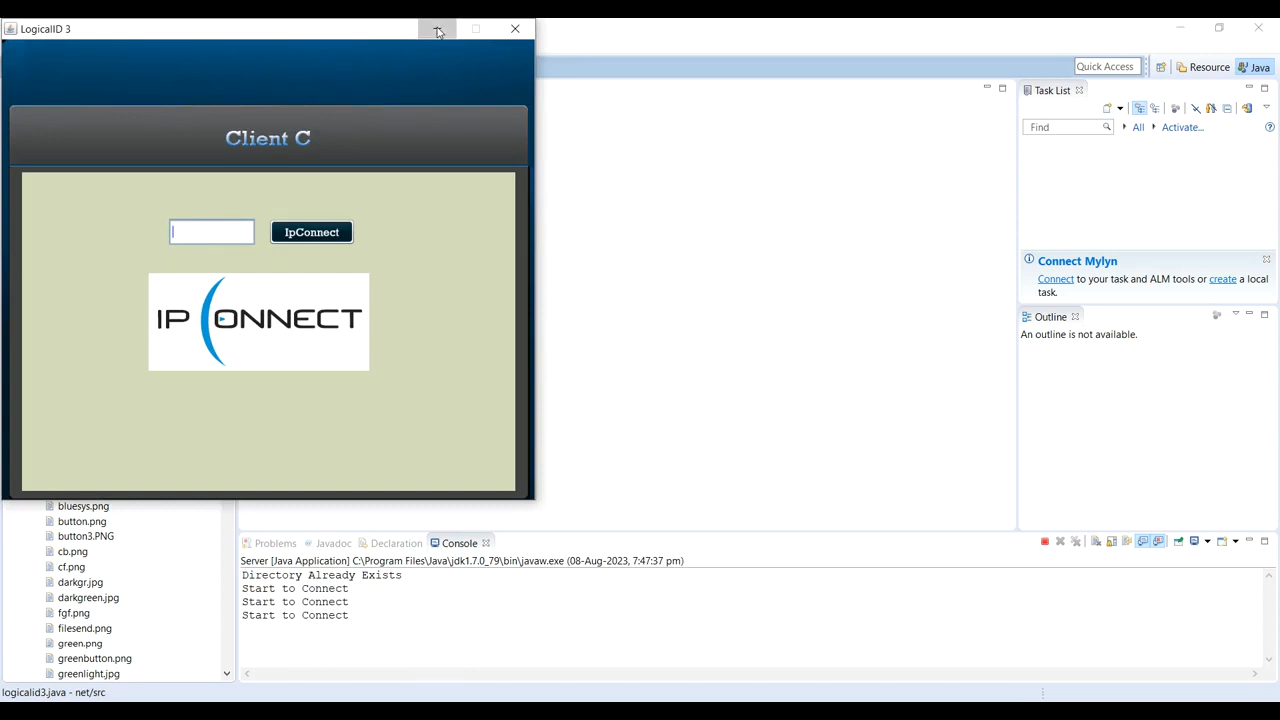 LogicalID 3
Client C
IpConnect
IP CONNECT
Quick Access
Resource
Java
Task List
Find
All
Activate...
Connect Mylyn
Connect to your task and ALM tools or create a local
task.
Outline
An outline is not available.
bluesys.png
button.png
button3.PNG
cb.png
cf.png
darkgr.jpg
darkgreen.jpg
fgf.png
filesend.png
green.png
greenbutton.png
greenlight.jpg
Problems
Javadoc
Declaration
Console
Server [Java Application] C:\Program Files\Java\jdk1.7.0_79\bin\javaw.exe (08-Aug-2023, 7:47:37 pm)
Directory Already Exists
Start to Connect
Start to Connect
Start to Connect
logicalid3.java - net/src